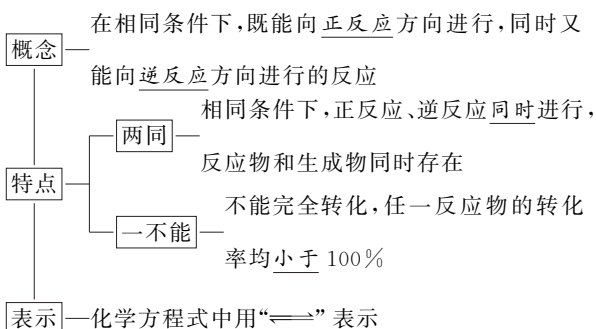 在相同条件下,既能向正反应方向进行,同时又
概念
能向逆反应方向进行的反应
相同条件下,正反应、逆反应同时进行,
两同
反应物和生成物同时存在
特点
不能完全转化,任一反应物的转化
一不能
率均小于 100%
表示
化学方程式中用“⇌”表示